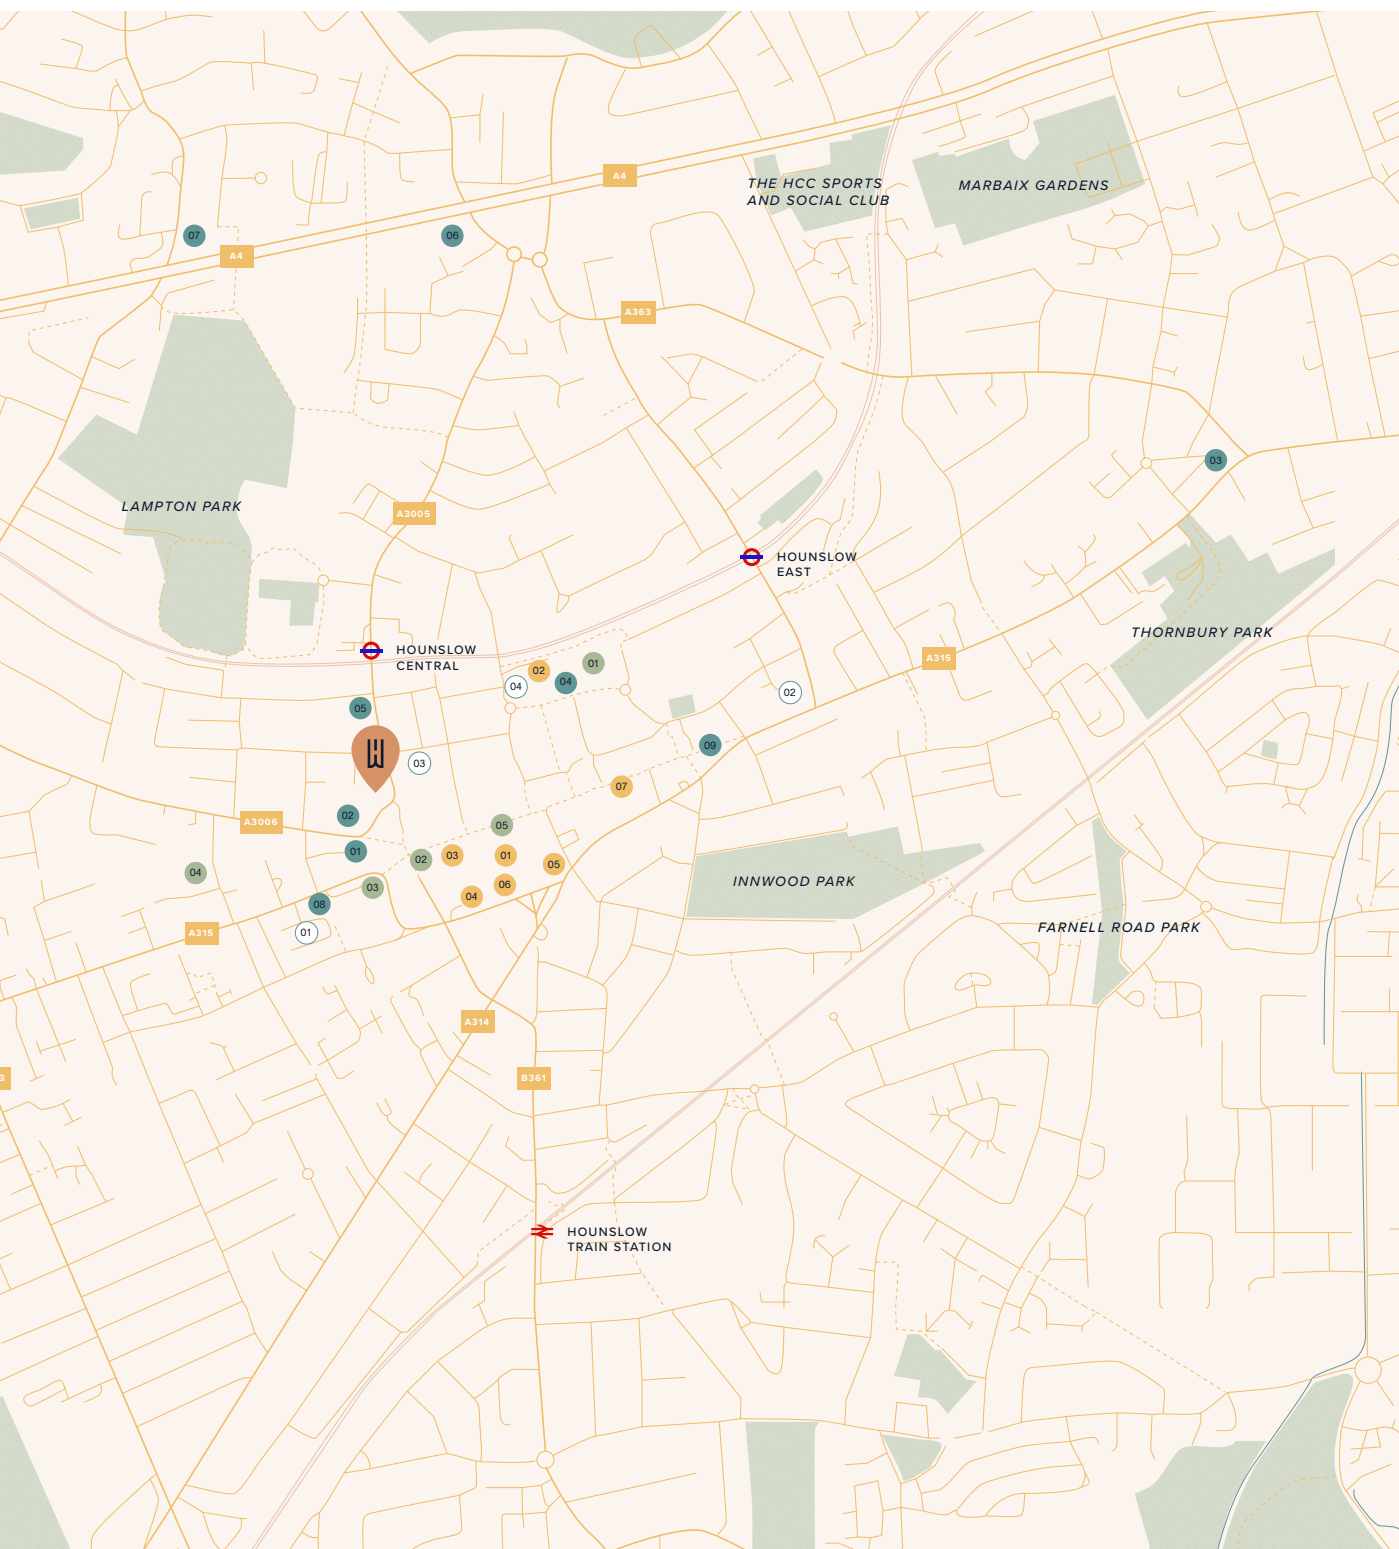 A4
THE HCC SPORTS
AND SOCIAL CLUB
MARBAIX GARDENS
07
06
A4
A363
03
LAMPTON PARK
A3005
HOUNSLOW
EAST
THORNBURY PARK
HOUNSLOW
CENTRAL
A315
02
01
04
04
02
05
09
03
07
02
A3006
05
01
02
03
01
05
04
INNWOOD PARK
03
06
04
08
A315
01
FARNELL ROAD PARK
A314
3
B361
HOUNSLOW
TRAIN STATION